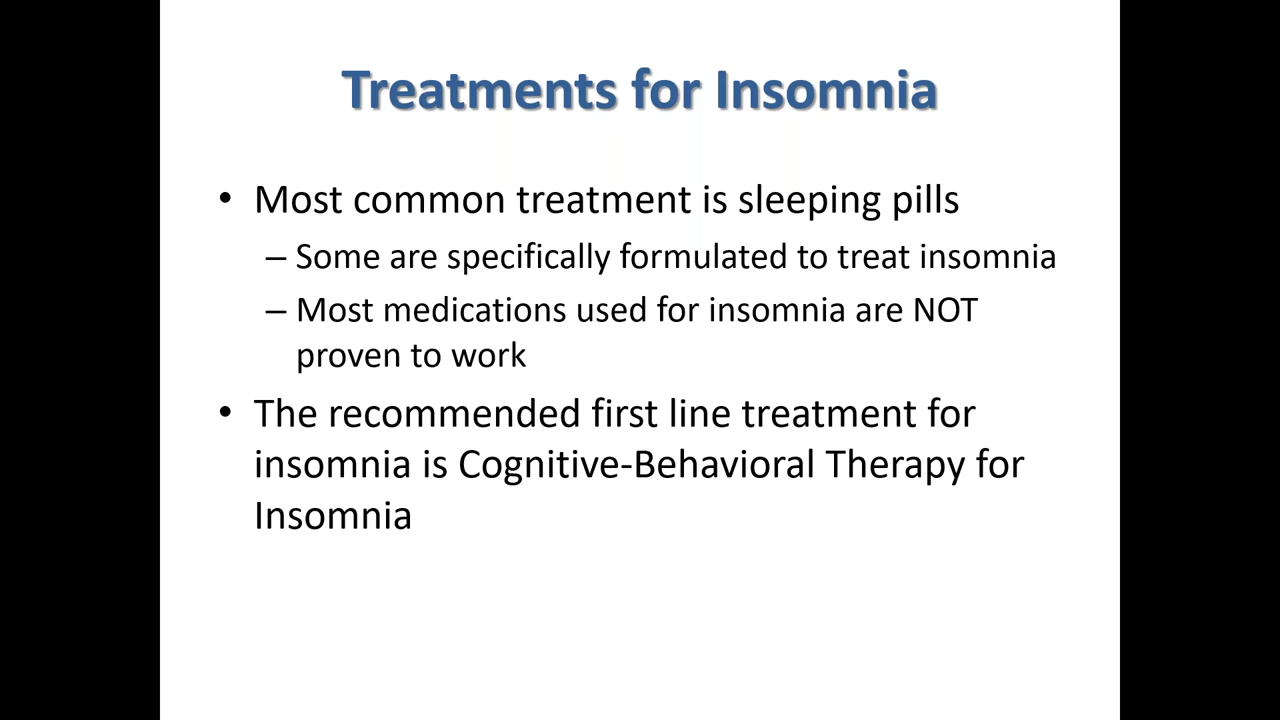 Treatments for Insomnia
• Most common treatment is sleeping pills
– Some are specifically formulated to treat insomnia
– Most medications used for insomnia are NOT
proven to work
• The recommended first line treatment for
insomnia is Cognitive-Behavioral Therapy for
Insomnia